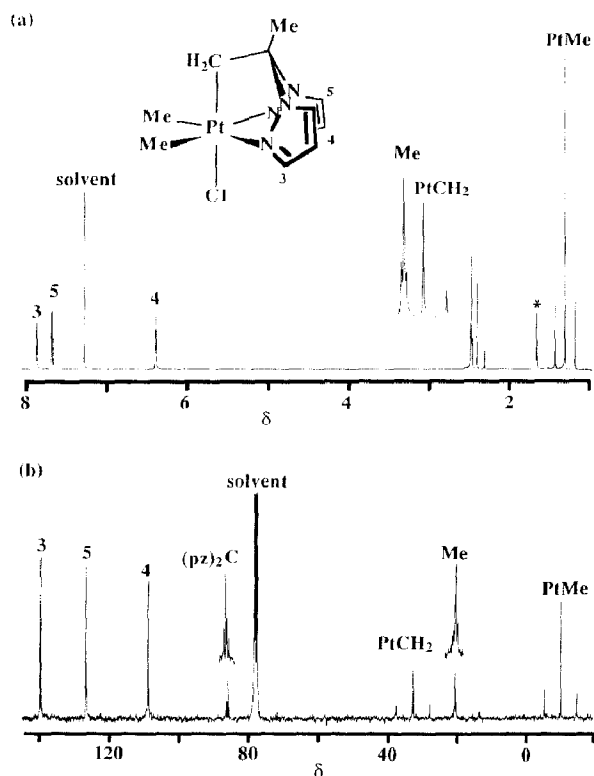 (a)
Me
H₂C
PtMe
N
N
5
Me
Pt
N
N
4
Me
3
Me
solvent
Cl
PtCH₂
3
5
4
*
8
6
4
2
δ
(b)
solvent
3
5
4
(pz)₂C
Me
PtMe
PtCH₂
120
80
40
0
δ